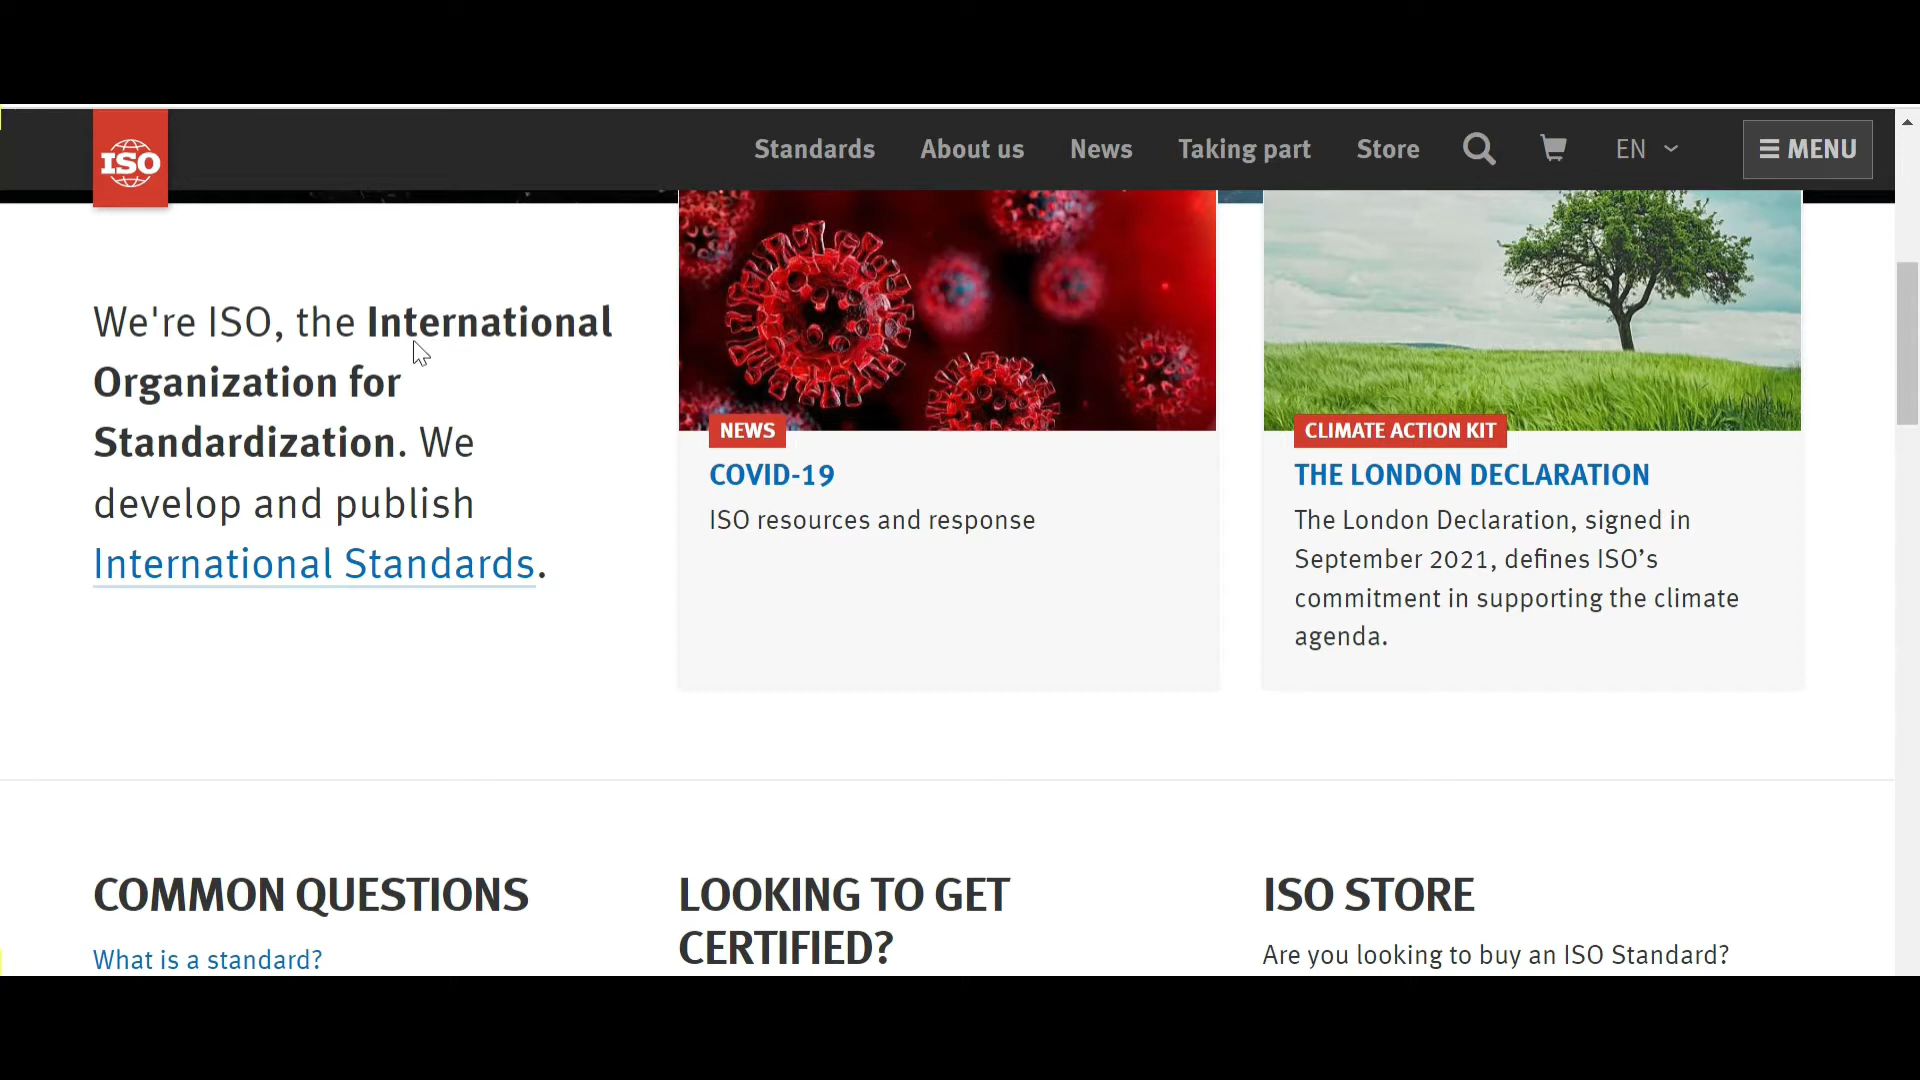 ISO
Standards
About us
News
Taking part
Store
EN
MENU
We're ISO, the International
Organization for
Standardization. We
develop and publish
International Standards.
NEWS
COVID-19
ISO resources and response
CLIMATE ACTION KIT
THE LONDON DECLARATION
The London Declaration, signed in
September 2021, defines ISO’s
commitment in supporting the climate
agenda.
COMMON QUESTIONS
What is a standard?
LOOKING TO GET
CERTIFIED?
ISO STORE
Are you looking to buy an ISO Standard?